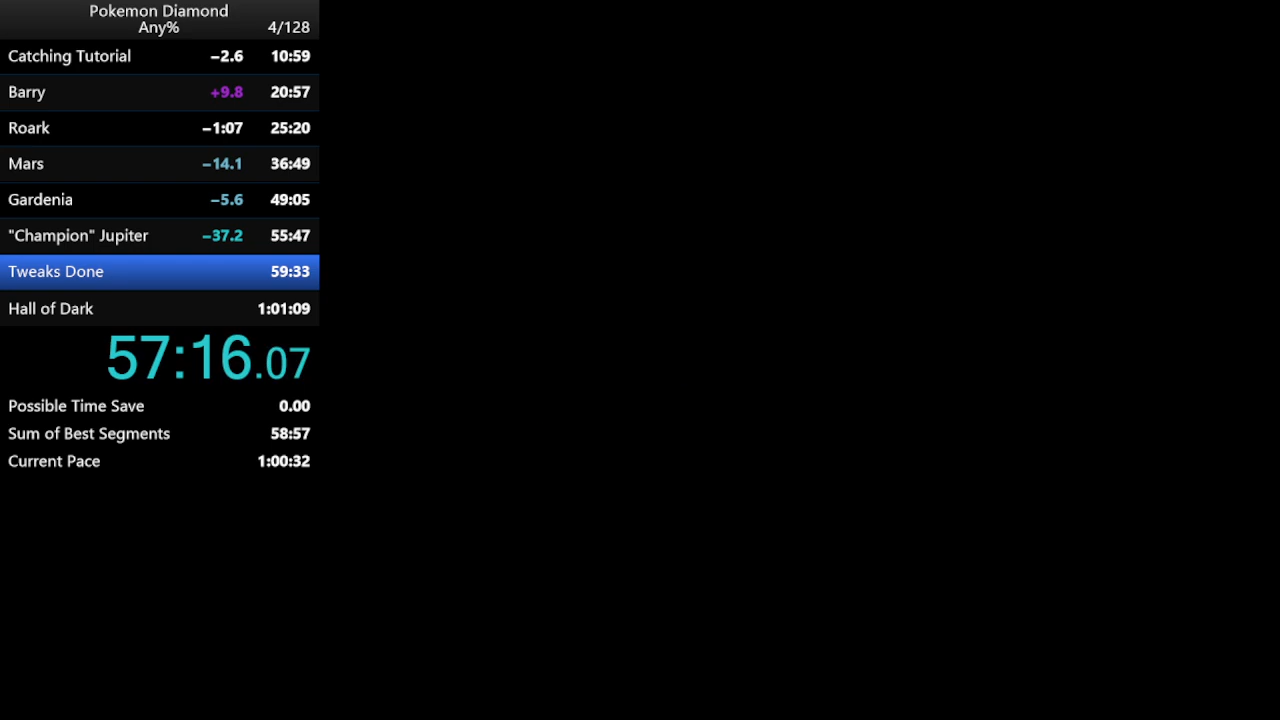 Pokemon Diamond
Any% 4/128
Catching Tutorial −2.6 10:59
Barry +9.8 20:57
Roark −1:07 25:20
Mars −14.1 36:49
Gardenia −5.6 49:05
"Champion" Jupiter −37.2 55:47
Tweaks Done 59:33
Hall of Dark 1:01:09
57:16.07
Possible Time Save 0.00
Sum of Best Segments 58:57
Current Pace 1:00:32